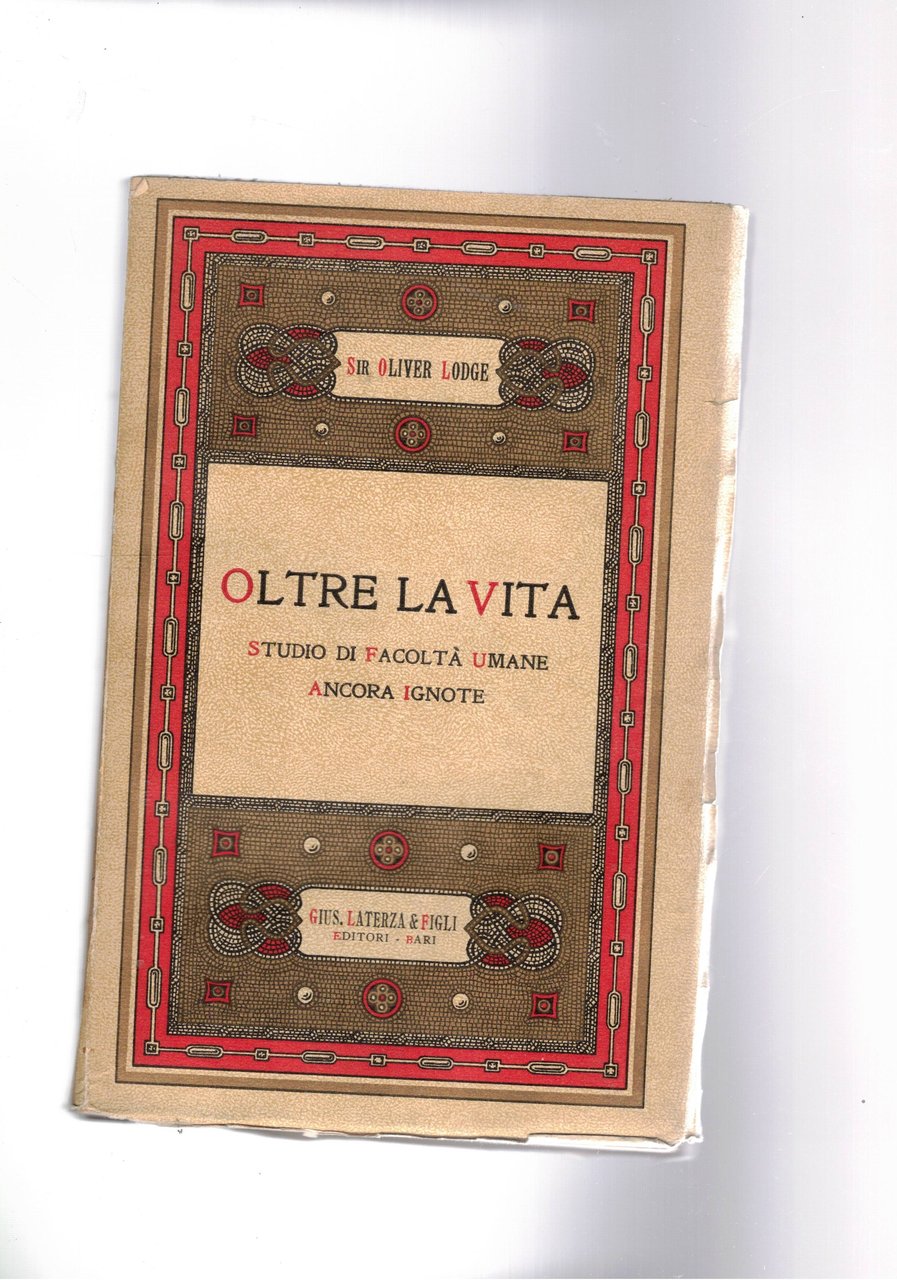 SIR OLIVER LODGE
OLTRE LA VITA
STUDIO DI FACOLTÀ UMANE
ANCORA IGNOTE
GIUS. LATERZA & FIGLI
EDITORI - BARI